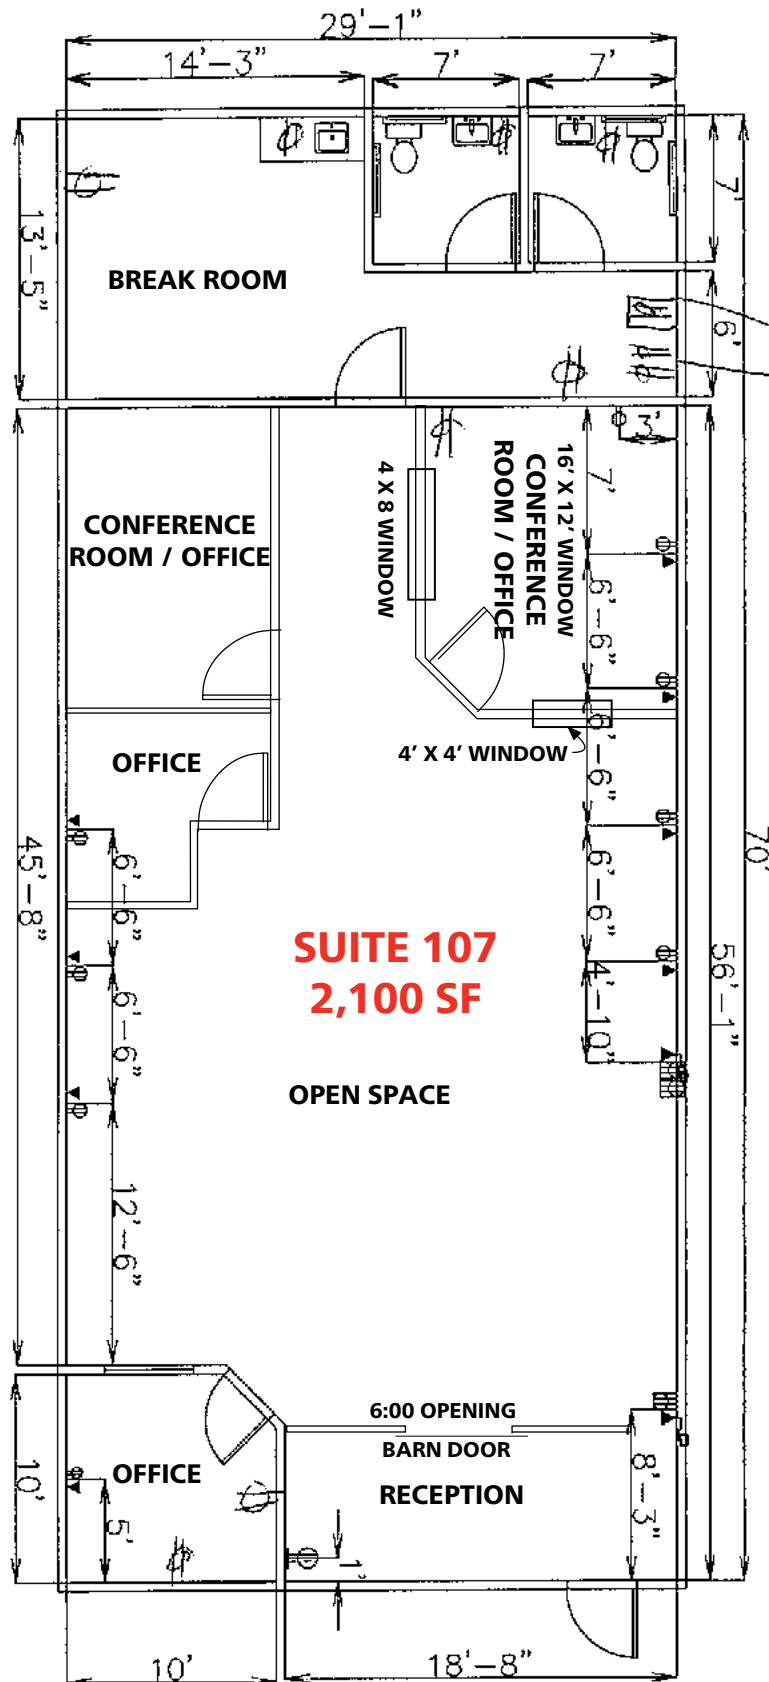 29'-1"
14'-3"
7'
7'
7'
13'-5"
BREAK ROOM
6'
3'
CONFERENCE
ROOM / OFFICE
4 X 8 WINDOW
CONFERENCE
ROOM / OFFICE
16' X 12' WINDOW
7'
6'-6"
6'-6"
4' X 4' WINDOW
OFFICE
45'-8"
6'-6"
6'-6"
70'
SUITE 107
2,100 SF
56'-1"
6'-6"
4'-10"
OPEN SPACE
12'-6"
6:00 OPENING
BARN DOOR
OFFICE
RECEPTION
8'-3"
10'
5'
1'
10'
18'-8"